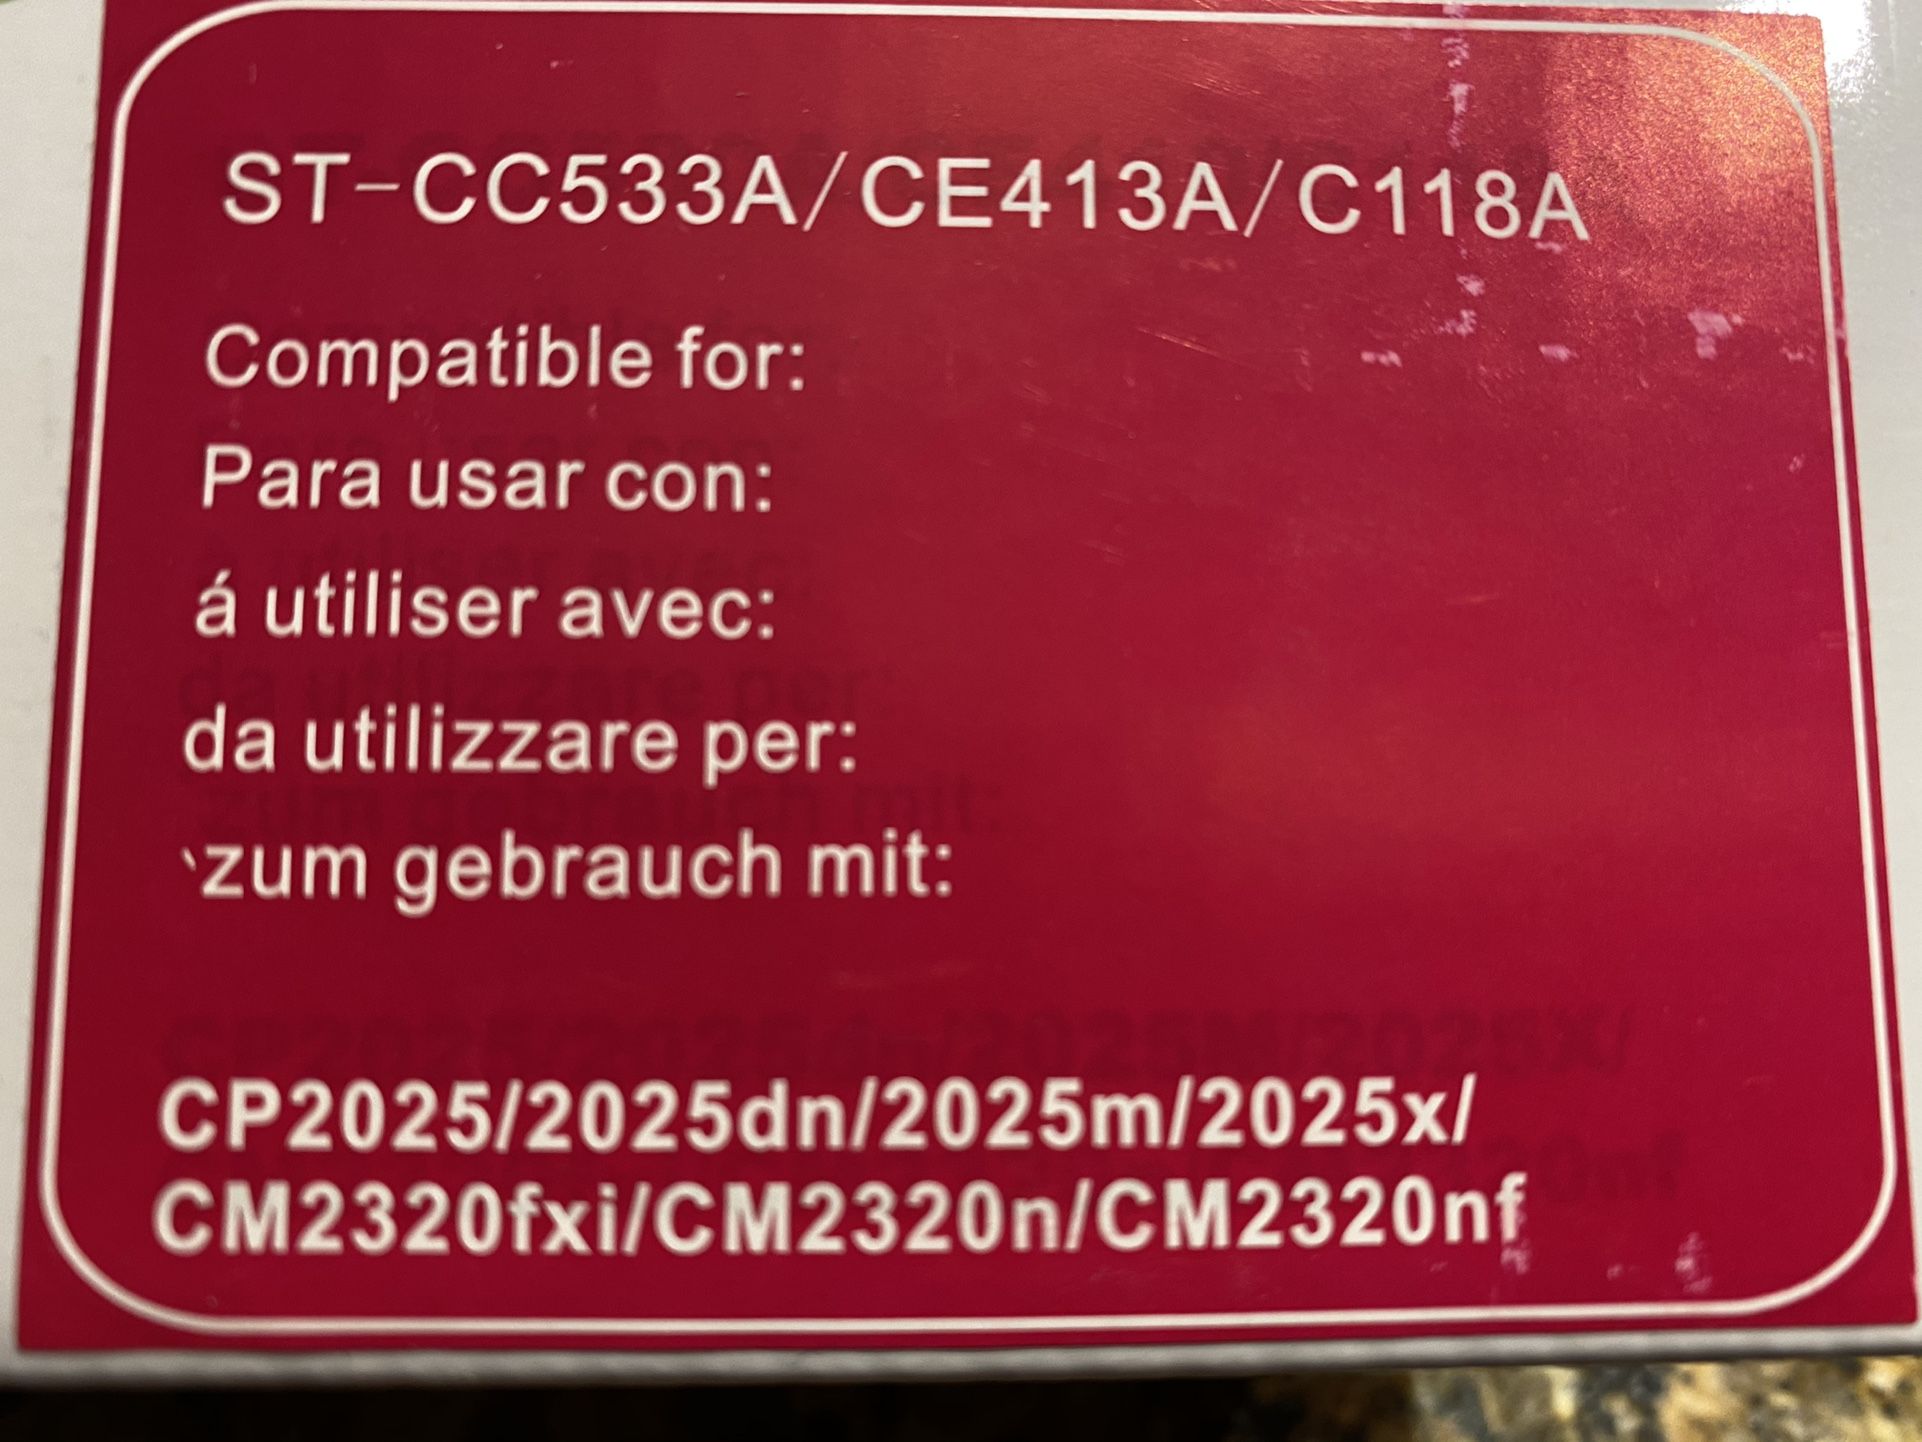 ST-CC533A/CE413A/C118A
Compatible for:
Para usar con:
á utiliser avec:
da utilizzare per:
`zum gebrauch mit:
CP2025/2025dn/2025m/2025x/
CM2320fxi/CM2320n/CM2320nf